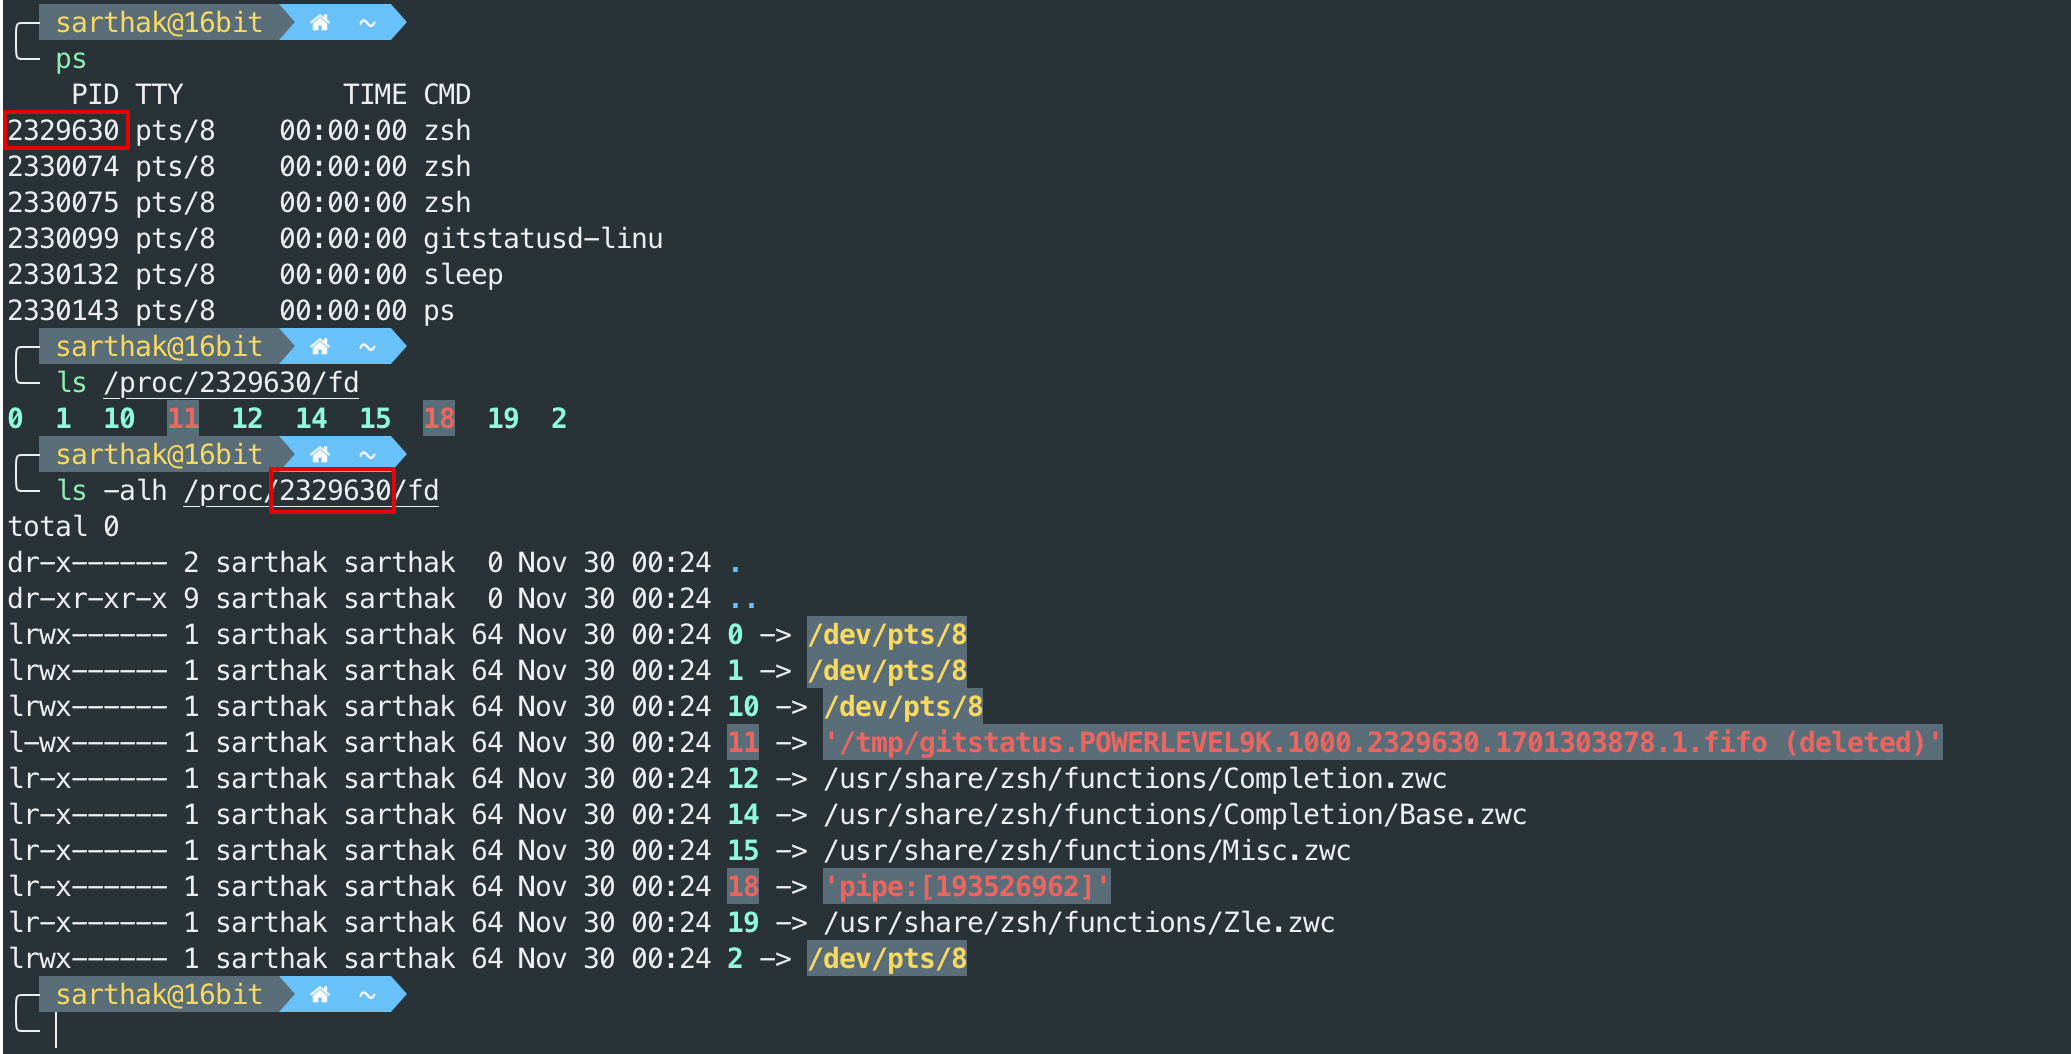 sarthak@16bit ~
ps
PID TTY TIME CMD
2329630 pts/8 00:00:00 zsh
2330074 pts/8 00:00:00 zsh
2330075 pts/8 00:00:00 zsh
2330099 pts/8 00:00:00 gitstatusd-linu
2330132 pts/8 00:00:00 sleep
2330143 pts/8 00:00:00 ps
sarthak@16bit ~
ls /proc/2329630/fd
0 1 10 11 12 14 15 18 19 2
sarthak@16bit ~
ls -alh /proc/2329630/fd
total 0
dr-x------ 2 sarthak sarthak 0 Nov 30 00:24 .
dr-xr-xr-x 9 sarthak sarthak 0 Nov 30 00:24 ..
lrwx------ 1 sarthak sarthak 64 Nov 30 00:24 0 -> /dev/pts/8
lrwx------ 1 sarthak sarthak 64 Nov 30 00:24 1 -> /dev/pts/8
lrwx------ 1 sarthak sarthak 64 Nov 30 00:24 10 -> /dev/pts/8
l-wx------ 1 sarthak sarthak 64 Nov 30 00:24 11 -> '/tmp/gitstatus.POWERLEVEL9K.1000.2329630.1701303878.1.fifo (deleted)'
lr-x------ 1 sarthak sarthak 64 Nov 30 00:24 12 -> /usr/share/zsh/functions/Completion.zwc
lr-x------ 1 sarthak sarthak 64 Nov 30 00:24 14 -> /usr/share/zsh/functions/Completion/Base.zwc
lr-x------ 1 sarthak sarthak 64 Nov 30 00:24 15 -> /usr/share/zsh/functions/Misc.zwc
lr-x------ 1 sarthak sarthak 64 Nov 30 00:24 18 -> 'pipe:[193526962]'
lr-x------ 1 sarthak sarthak 64 Nov 30 00:24 19 -> /usr/share/zsh/functions/Zle.zwc
lrwx------ 1 sarthak sarthak 64 Nov 30 00:24 2 -> /dev/pts/8
sarthak@16bit ~